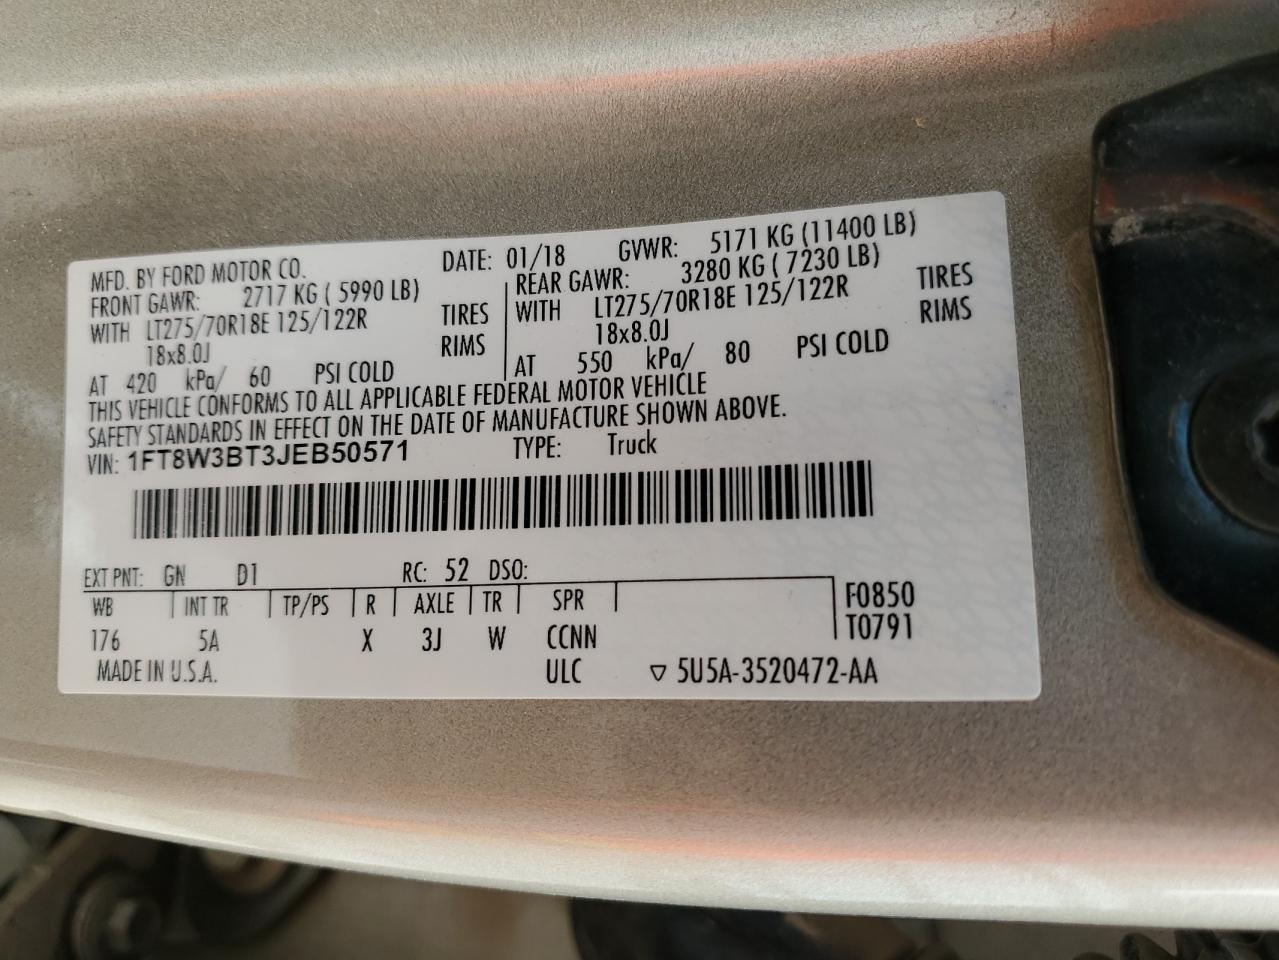 MFD. BY FORD MOTOR CO. DATE: 01/18 GVWR: 5171 KG (11400 LB)
FRONT GAWR: 2717 KG ( 5990 LB) REAR GAWR: 3280 KG ( 7230 LB)
WITH LT275/70R18E 125/122R TIRES WITH LT275/70R18E 125/122R TIRES
18x8.0J RIMS 18x8.0J RIMS
AT 420 kPa/ 60 PSI COLD AT 550 kPa/ 80 PSI COLD
THIS VEHICLE CONFORMS TO ALL APPLICABLE FEDERAL MOTOR VEHICLE
SAFETY STANDARDS IN EFFECT ON THE DATE OF MANUFACTURE SHOWN ABOVE.
VIN: 1FT8W3BT3JEB50571 TYPE: Truck
EXT PNT: GN D1 RC: 52 DSO:
WB INT TR TP/PS R AXLE TR SPR F0850
176 5A X 3J W CCNN T0791
MADE IN U.S.A. ULC ▽ 5U5A-3520472-AA